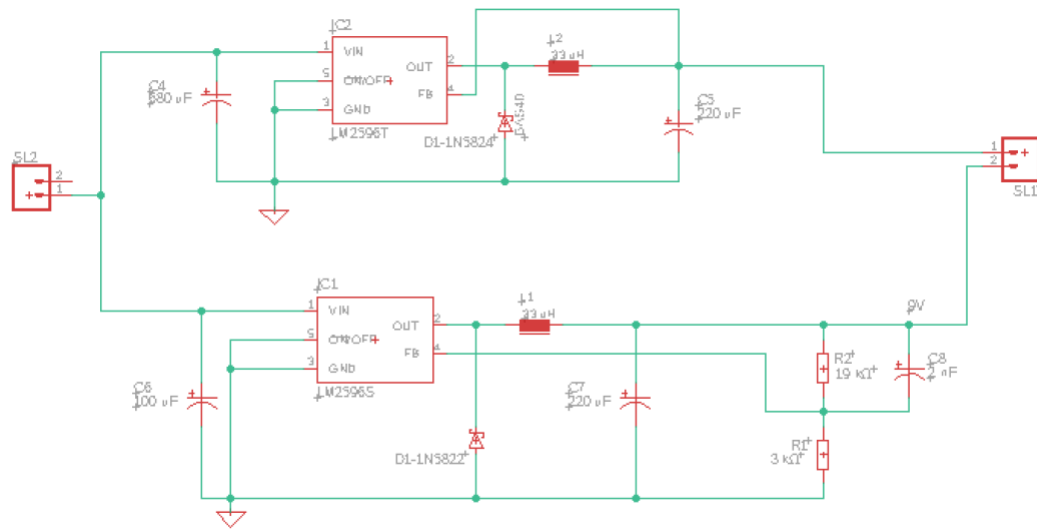 IC2
1 VIN
5 ON/OFF
3 GND
OUT 2
FB 4
LM2596T
C4
680 uF
L2
33 uH
D1-1N5824
C5
220 uF
SL2
2
1
1
2
SL1
IC1
1 VIN
5 ON/OFF
3 GND
OUT 2
FB 4
LM2596S
C6
100 uF
L1
33 uH
D1-1N5822
C7
220 uF
9V
R2
19 kΩ
C8
R1
3 kΩ